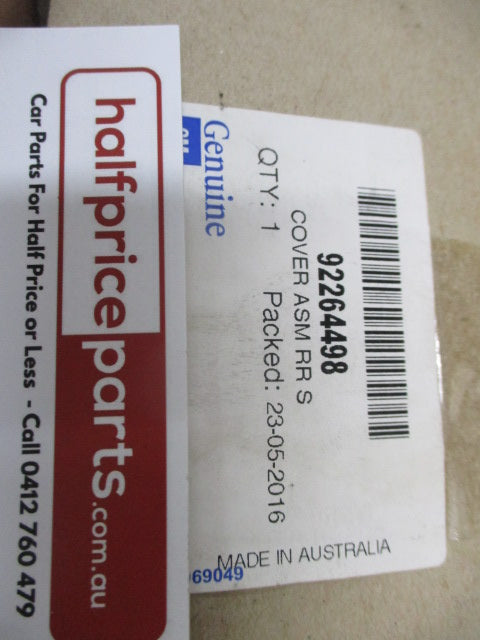 92264498
COVER ASM RR S
QTY: 1 Packed: 23-05-2016
Genuine
GM
MADE IN AUSTRALIA
69049
halfpriceparts.com.au
Car Parts For Half Price or Less - Call 0412 760 479